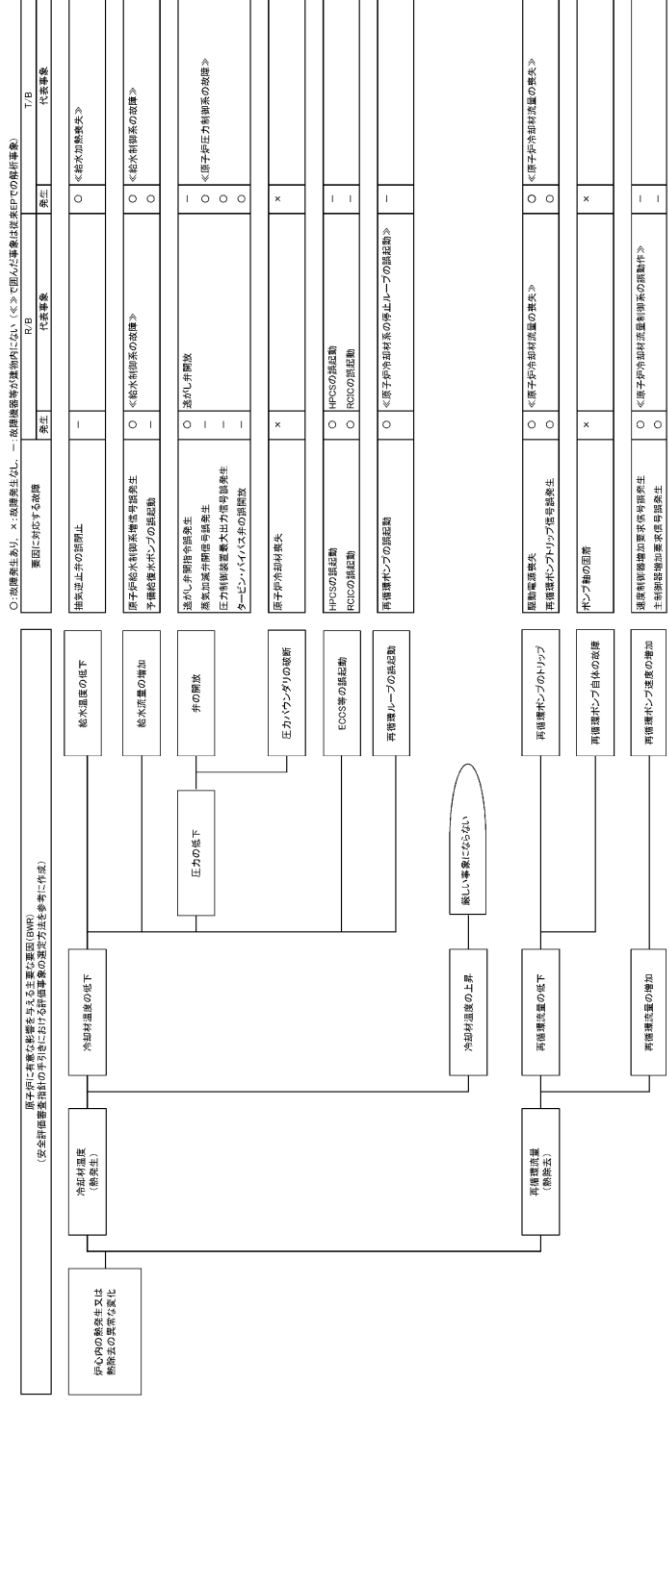 ○:故障発生あり、×:故障発生なし、-:故障機器等が建物内にない(≪≫で囲んだ事象は従来EPでの解析事象)
原子炉に有意な影響を与える主要な要因(BWR)
(安全評価審査指針の手引きにおける評価事象の選定方法を参考に作成)
要因に対応する故障
R/B
T/B
発生
代表事象
発生
代表事象
炉心内の熱発生又は
熱除去の異常な変化
冷却材温度
(熱発生)
冷却材温度の低下
給水温度の低下
抽気逆止弁の誤閉止
-
○
≪給水加熱喪失≫
給水流量の増加
原子炉給水制御系増信号誤発生
○
≪給水制御系の故障≫
○
≪給水制御系の故障≫
予備給復水ポンプの誤起動
-
○
圧力の低下
弁の開放
逃がし弁開指令誤発生
○
逃がし弁開放
-
蒸気加減弁開信号誤発生
-
○
≪原子炉圧力制御系の故障≫
圧力制御装置最大出力信号誤発生
-
○
タービン・バイパス弁の誤開放
-
○
圧力バウンダリの破断
原子炉冷却材喪失
×
×
ECCS等の誤起動
HPCSの誤起動
○
HPCSの誤起動
-
RCICの誤起動
○
RCICの誤起動
-
再循環ループの誤起動
再循環ポンプの誤起動
○
≪原子炉冷却材系の停止ループの誤起動≫
-
冷却材温度の上昇
厳しい事象にならない
再循環流量
(熱除去)
再循環流量の低下
再循環ポンプのトリップ
駆動電源喪失
○
≪原子炉冷却材流量の喪失≫
○
≪原子炉冷却材流量の喪失≫
再循環ポンプトリップ信号誤発生
○
○
再循環ポンプ自体の故障
ポンプ軸の固着
×
×
再循環流量の増加
再循環ポンプ速度の増加
速度制御器増加要求信号誤発生
○
≪原子炉冷却材流量制御系の誤動作≫
-
主制御器増加要求信号誤発生
○
-